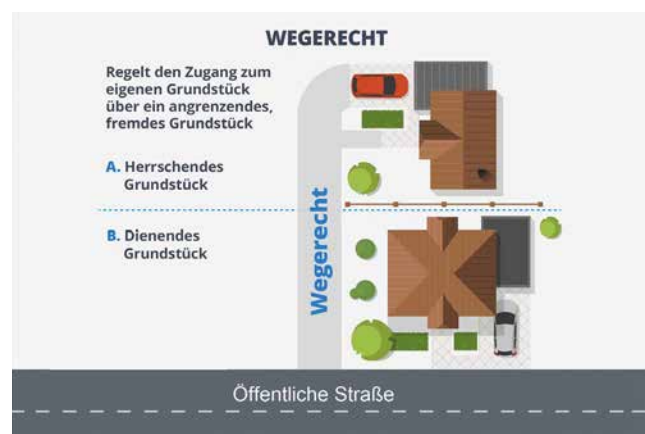 WEGERECHT
Regelt den Zugang zum
eigenen Grundstück
über ein angrenzendes,
fremdes Grundstück
A. Herrschendes
Grundstück
B. Dienendes
Grundstück
Wegerecht
Öffentliche Straße